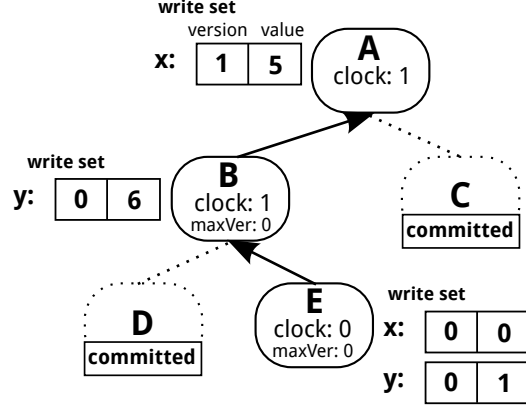 write set
version value
x: 1 5
A
clock: 1
write set
y: 0 6
B
clock: 1
maxVer: 0
C
committed
D
committed
E
clock: 0
maxVer: 0
write set
x: 0 0
y: 0 1